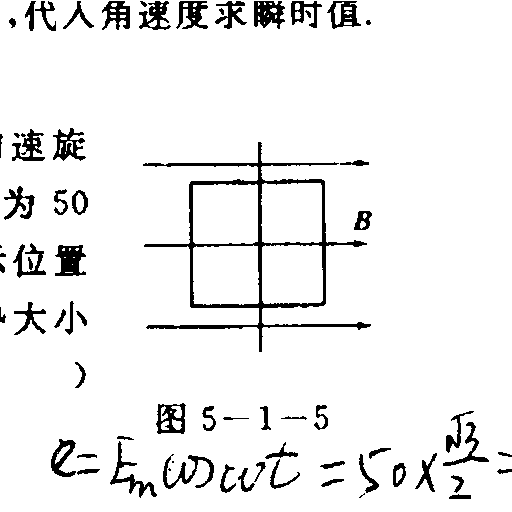 ,代入角速度求瞬时值.
速旋
为 50
位置
大小
)
B
图 5-1-5
e=Emcosωt=50×√3/2=